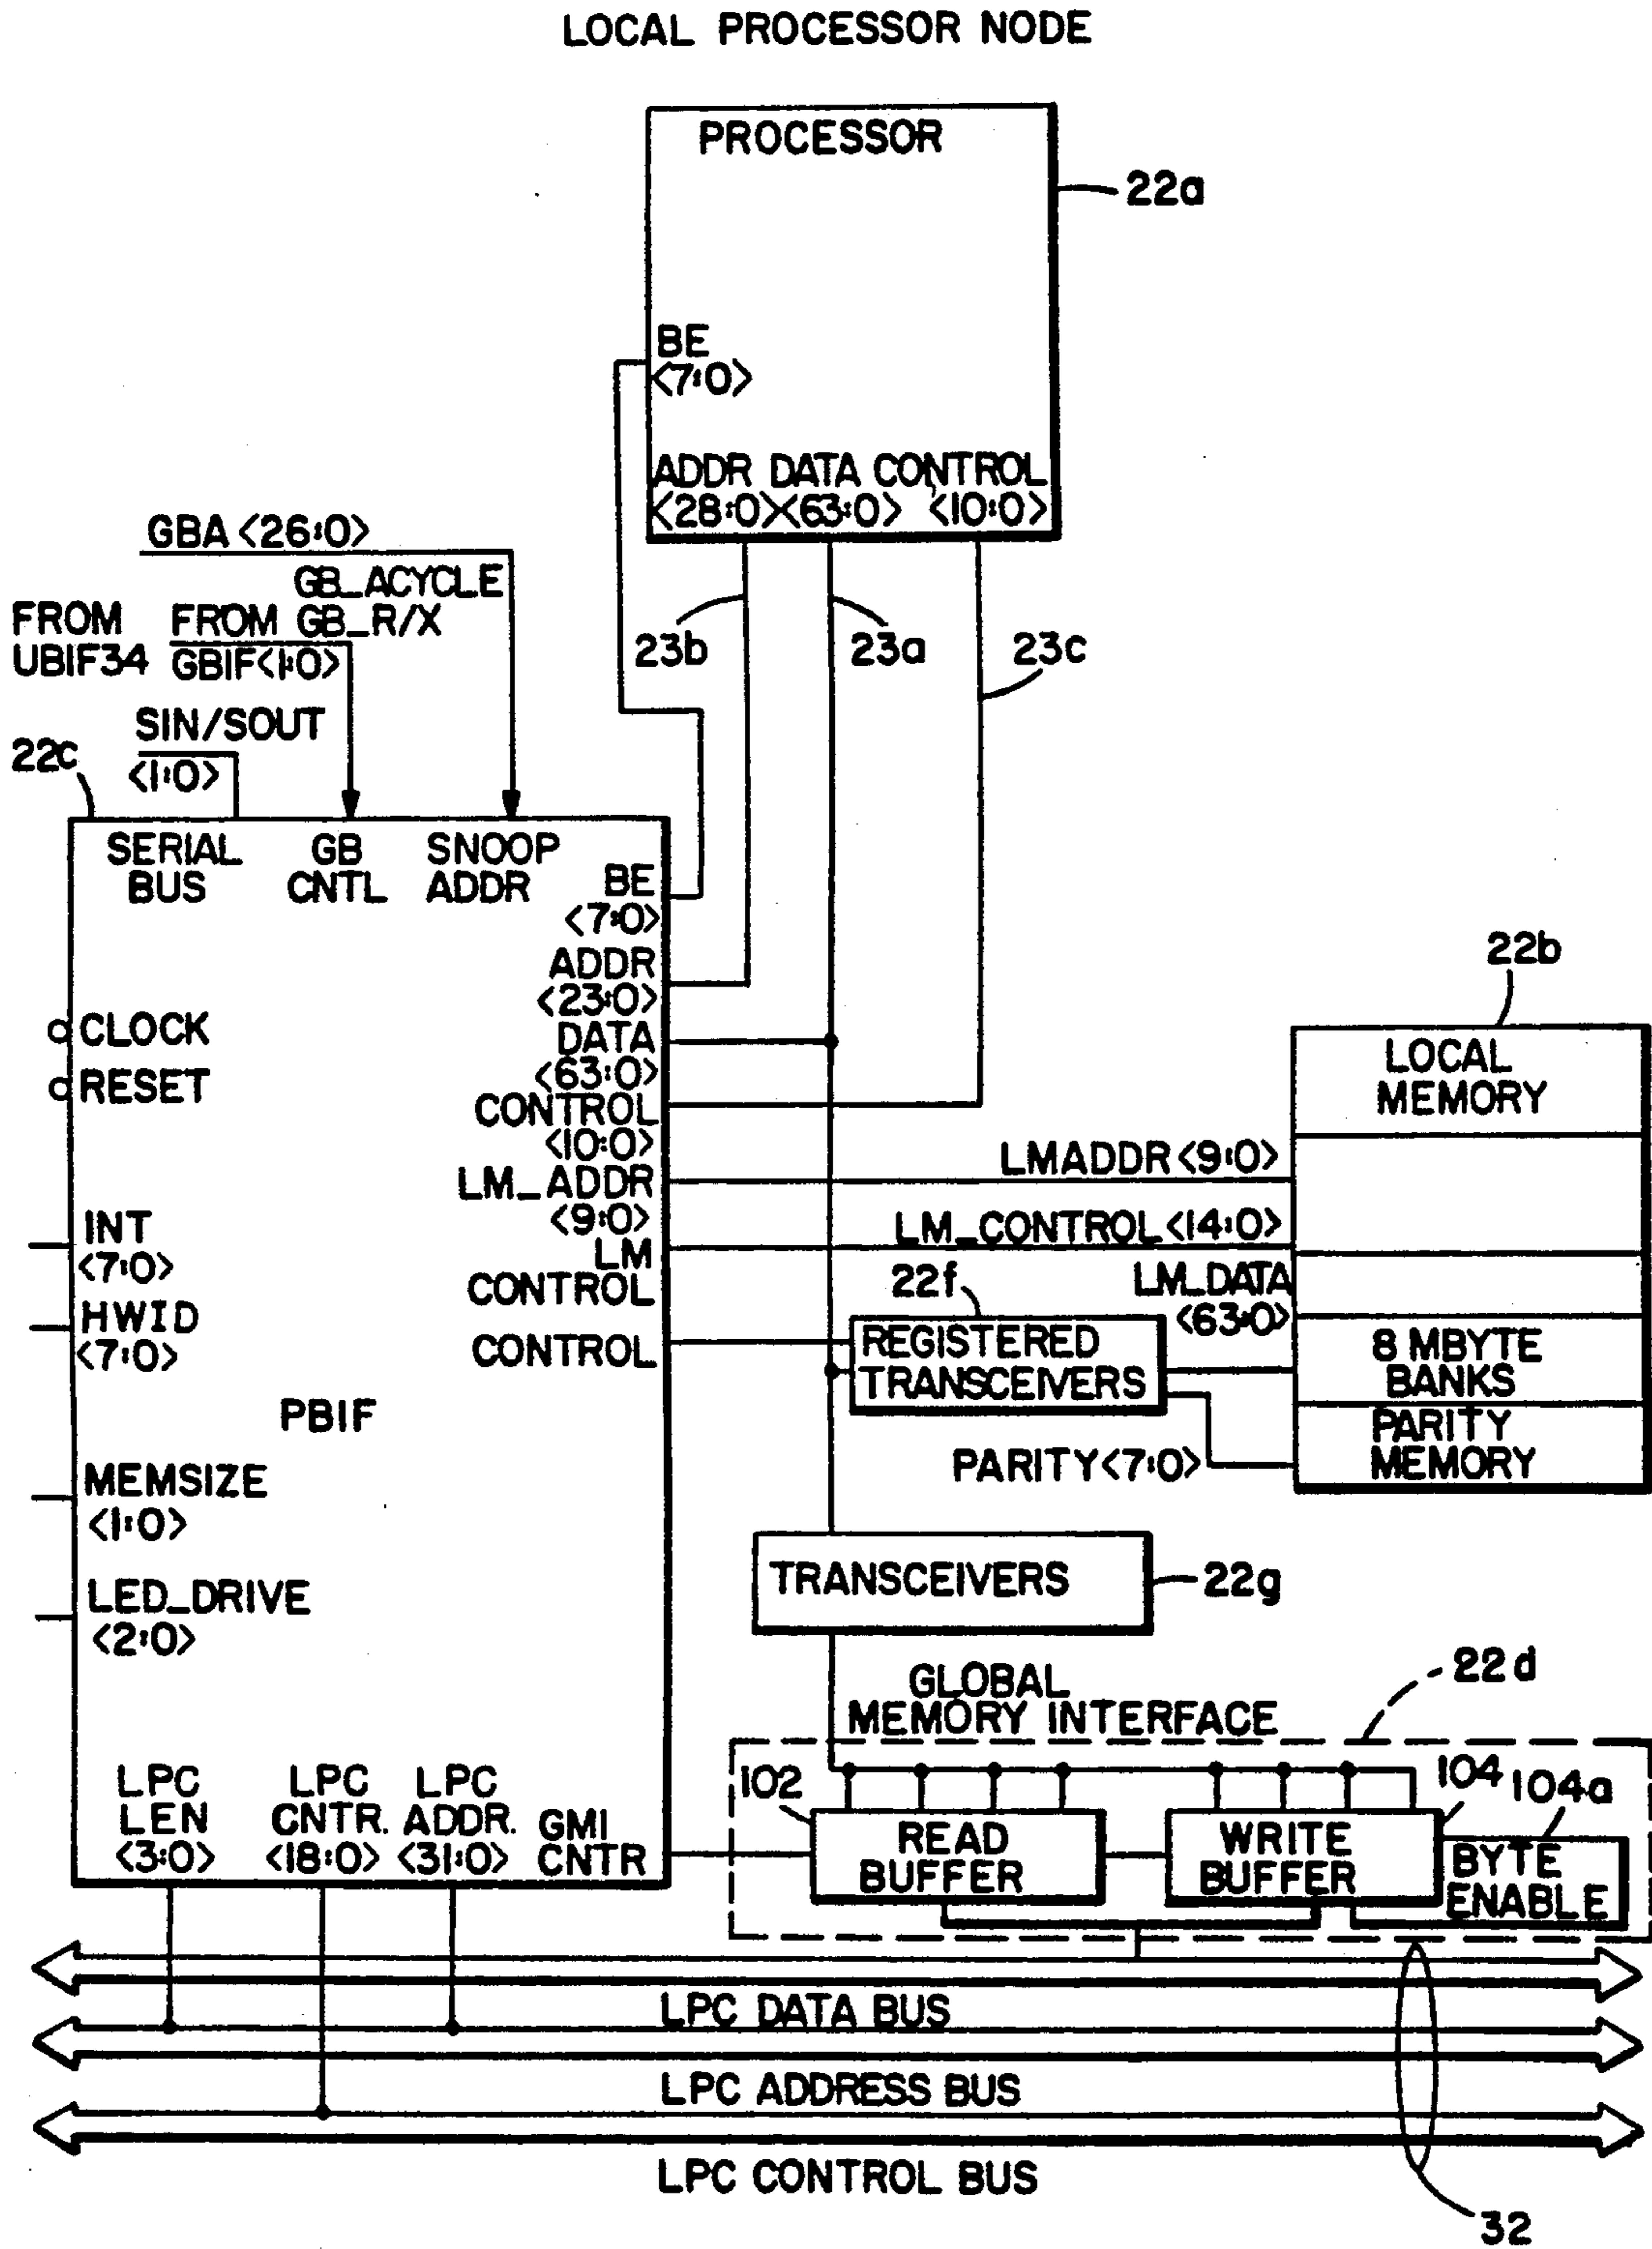 LOCAL PROCESSOR NODE
PROCESSOR
22a
BE
<7:0>
ADDR DATA CONTROL
<28:0><63:0> <10:0>
GBA <26:0>
GB_ACYCLE
FROM FROM GB_R/X
UBIF34 GBIF<1:0>
23b 23a 23c
SIN/SOUT
22c
<1:0>
SERIAL GB SNOOP
BUS CNTL ADDR
BE
<7:0>
ADDR
<23:0>
22b
CLOCK
DATA
<63:0>
RESET
CONTROL
<10:0>
LOCAL
MEMORY
LMADDR<9:0>
LM_ADDR
<9:0>
INT
<7:0>
LM_CONTROL<14:0>
LM
CONTROL
22f
LM_DATA
<63:0>
HWID
<7:0>
CONTROL
REGISTERED
TRANSCEIVERS
8 MBYTE
BANKS
PBIF
PARITY
MEMORY
PARITY<7:0>
MEMSIZE
<1:0>
TRANSCEIVERS
22g
LED_DRIVE
<2:0>
22d
GLOBAL
MEMORY INTERFACE
LPC LPC LPC
LEN CNTR. ADDR. GMI
<3:0> <18:0> <31:0> CNTR
102
104 104a
READ
BUFFER
WRITE
BUFFER
BYTE
ENABLE
LPC DATA BUS
LPC ADDRESS BUS
LPC CONTROL BUS
32